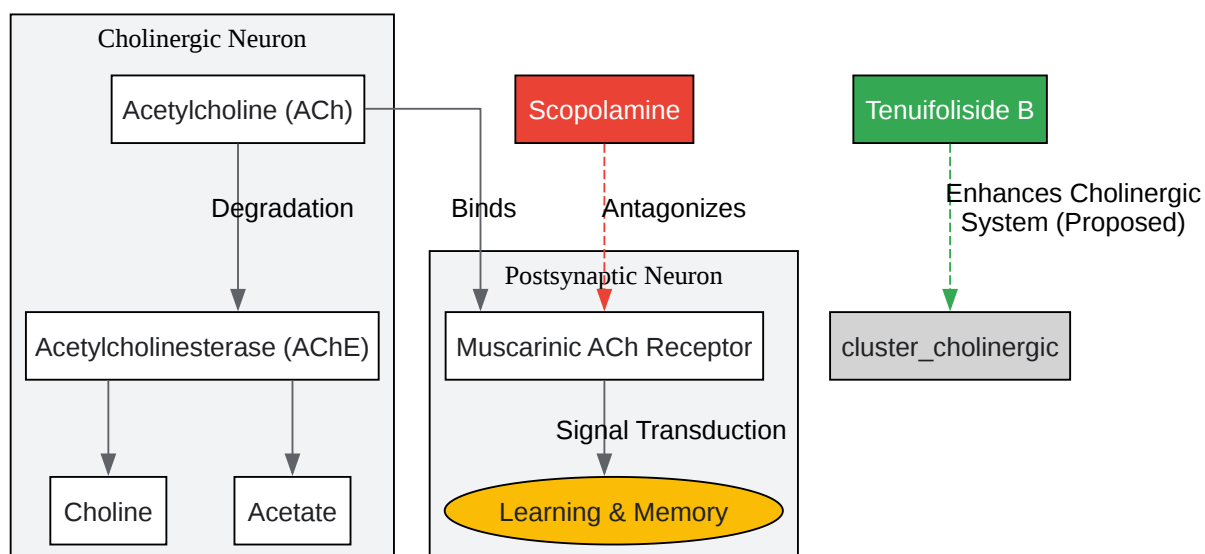 Cholinergic Neuron
Acetylcholine (ACh)
Scopolamine
Tenuifoliside B
Degradation
Binds
Antagonizes
Enhances Cholinergic
System (Proposed)
Postsynaptic Neuron
Acetylcholinesterase (AChE)
Muscarinic ACh Receptor
cluster_cholinergic
Signal Transduction
Choline
Acetate
Learning & Memory